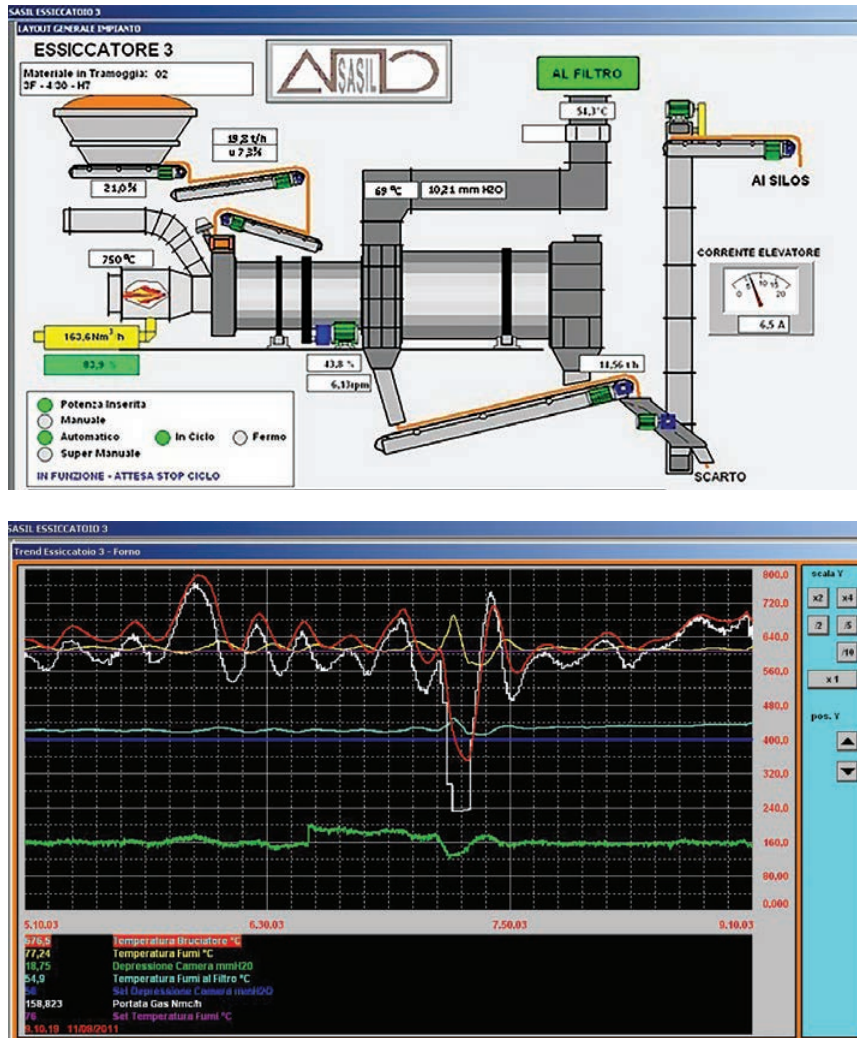 SASIL ESSICCATOIO 3
LAYOUT GENERALE IMPIANTO
ESSICCATORE 3
Materiale in Tramoggia: 02
3F - 4/30 - H7
SASIL
AL FILTRO
54,3°C
19,8 t/h
u 7,3%
21,0%
69 °C
10,21 mm H2O
AI SILOS
750 °C
CORRENTE ELEVATORE
0 5 10 15 20
6,5 A
163,6Nm³ h
83,9 %
43,8 %
6,13rpm
18,56 t h
Potenza Inserita
Manuale
Automatico
In Ciclo
Fermo
Super Manuale
IN FUNZIONE - ATTESA STOP CICLO
SCARTO
SASIL ESSICCATOIO 3
Trend Essiccatoio 3 - Forno
800,0
720,0
640,0
560,0
480,0
400,0
320,0
240,0
160,0
80,00
0,000
scala Y
x2 x4
/2 /5
/10
x 1
pos. Y
5.10.03 6.30.03 7.50.03 9.10.03
676,5 Temperatura Bruciatore °C
77,24 Temperatura Fumi °C
18,75 Depressione Camera mmH2O
54,9 Temperatura Fumi al Filtro °C
Set Depressione Camera mmH2O
158,823 Portata Gas Nmc/h
76 Set Temperatura Fumi °C
9.10.19 11/08/2011